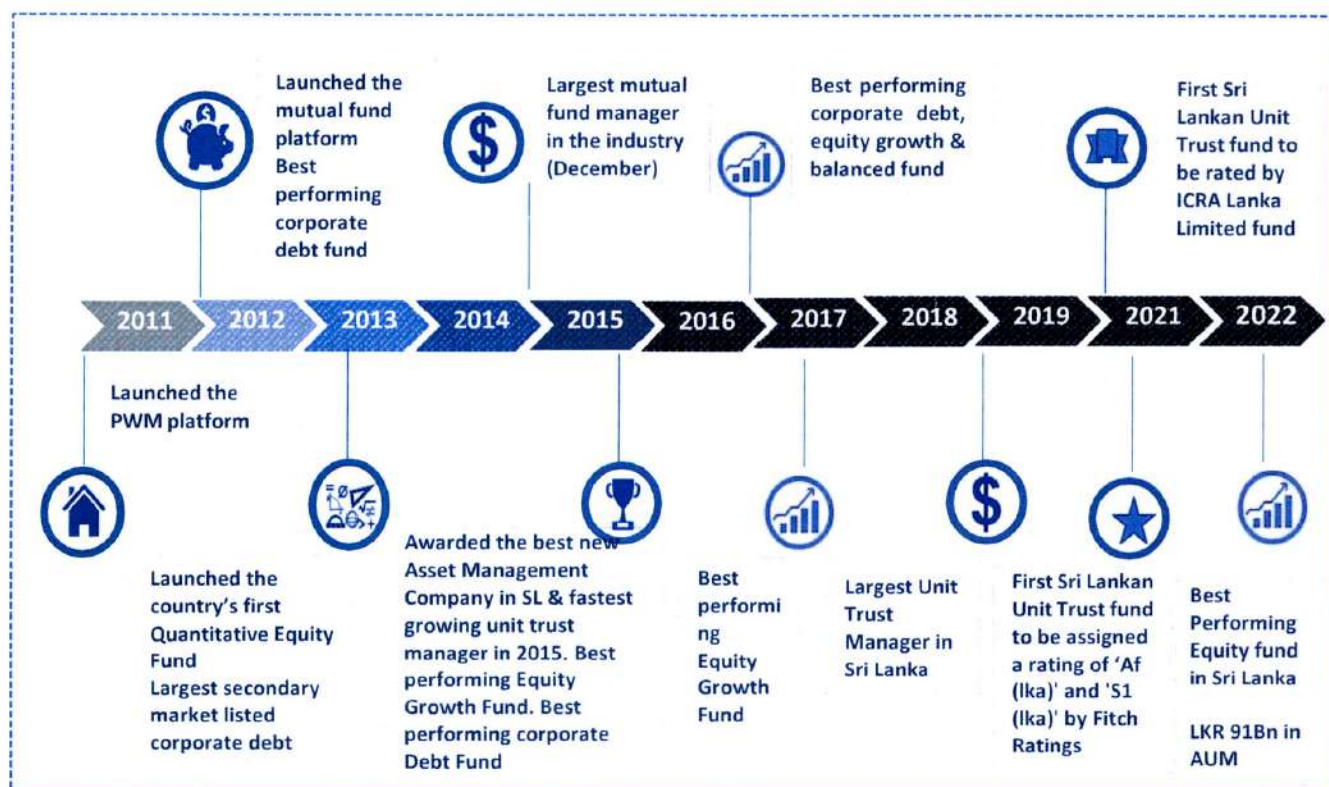 Launched the
mutual fund
platform
Best
performing
corporate
debt fund
Largest mutual
fund manager
in the industry
(December)
Best performing
corporate debt,
equity growth &
balanced fund
First Sri
Lankan Unit
Trust fund to
be rated by
ICRA Lanka
Limited fund
2011 2012 2013 2014 2015 2016 2017 2018 2019 2021 2022
Launched the
PWM platform
Launched the
country's first
Quantitative Equity
Fund
Largest secondary
market listed
corporate debt
Awarded the best new
Asset Management
Company in SL & fastest
growing unit trust
manager in 2015. Best
performing Equity
Growth Fund. Best
performing corporate
Debt Fund
Best
performi
ng
Equity
Growth
Fund
Largest Unit
Trust
Manager in
Sri Lanka
First Sri Lankan
Unit Trust fund
to be assigned
a rating of 'Af
(lka)' and 'S1
(lka)' by Fitch
Ratings
Best
Performing
Equity fund
in Sri Lanka
LKR 91Bn in
AUM